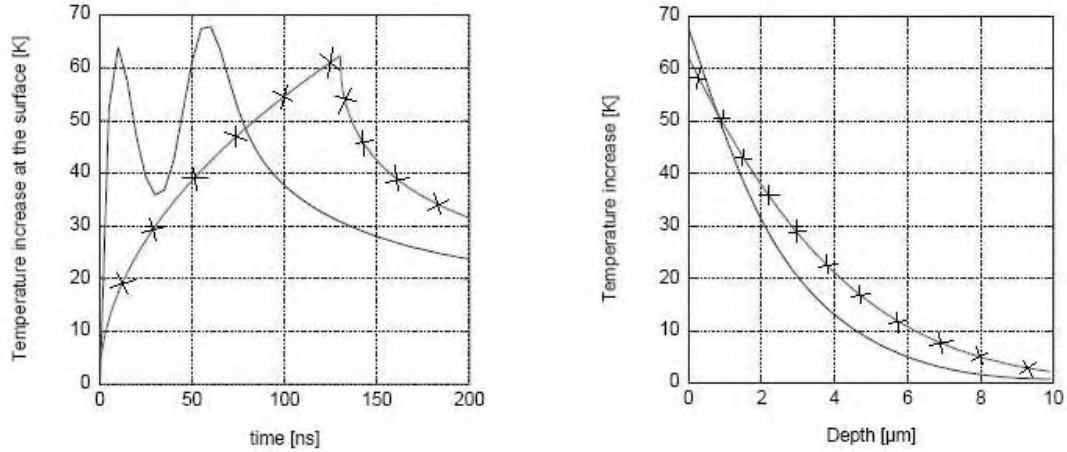 Temperature increase at the surface [K]
70
60
50
40
30
20
10
0
0 50 100 150 200
time [ns]
Temperature increase [K]
70
60
50
40
30
20
10
0
0 2 4 6 8 10
Depth [µm]